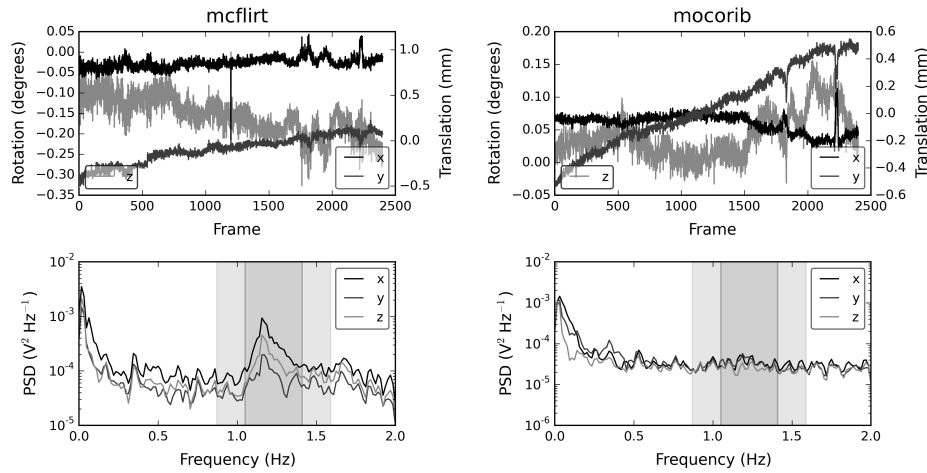 mcflirt
0.05
0.00
−0.05
−0.10
−0.15
−0.20
−0.25
−0.30
−0.35
Rotation (degrees)
1.0
0.5
0.0
−0.5
Translation (mm)
z
x
y
0 500 1000 1500 2000 2500
Frame
mocorib
0.20
0.15
0.10
0.05
0.00
−0.05
Rotation (degrees)
0.6
0.4
0.2
0.0
−0.2
−0.4
−0.6
Translation (mm)
z
x
y
0 500 1000 1500 2000 2500
Frame
10−2
10−3
10−4
10−5
PSD (V2 Hz−1)
x
y
z
0.0 0.5 1.0 1.5 2.0
Frequency (Hz)
10−2
10−3
10−4
10−5
10−6
PSD (V2 Hz−1)
x
y
z
0.0 0.5 1.0 1.5 2.0
Frequency (Hz)